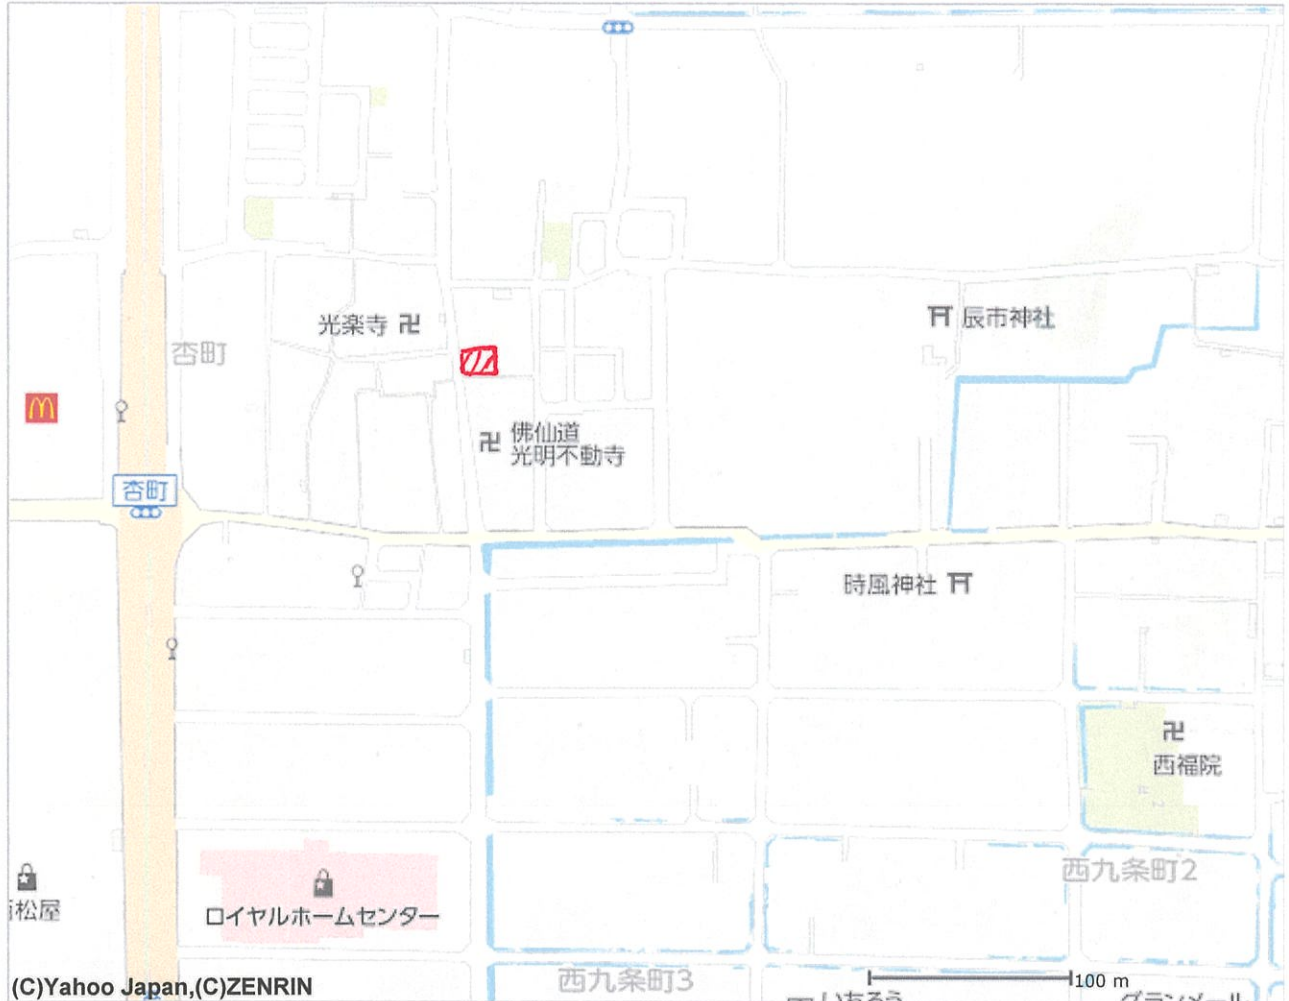 光楽寺
辰市神社
杏町
佛仙道
光明不動寺
杏町
時風神社
西福院
西九条町2
松屋
ロイヤルホームセンター
西九条町3
100 m
(C)Yahoo Japan,(C)ZENRIN